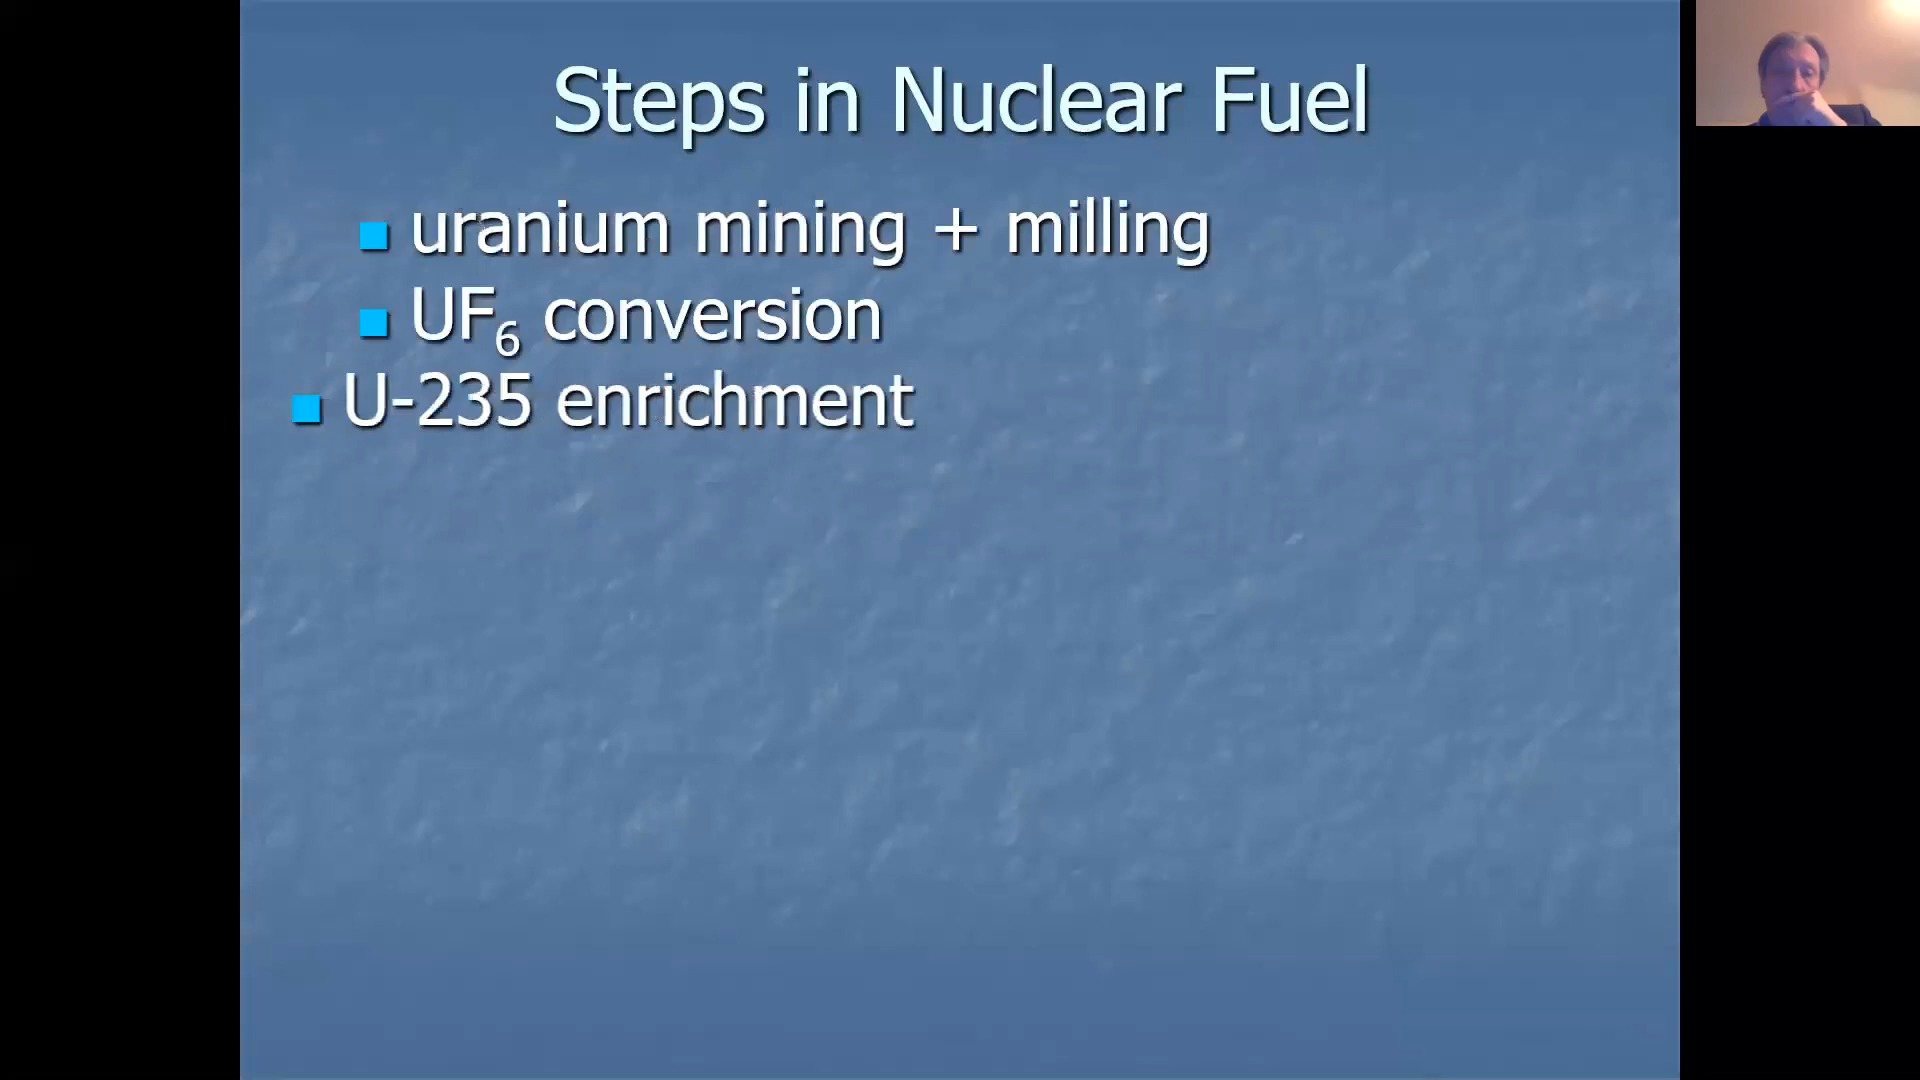 Steps in Nuclear Fuel
uranium mining + milling
UF₆ conversion
U-235 enrichment